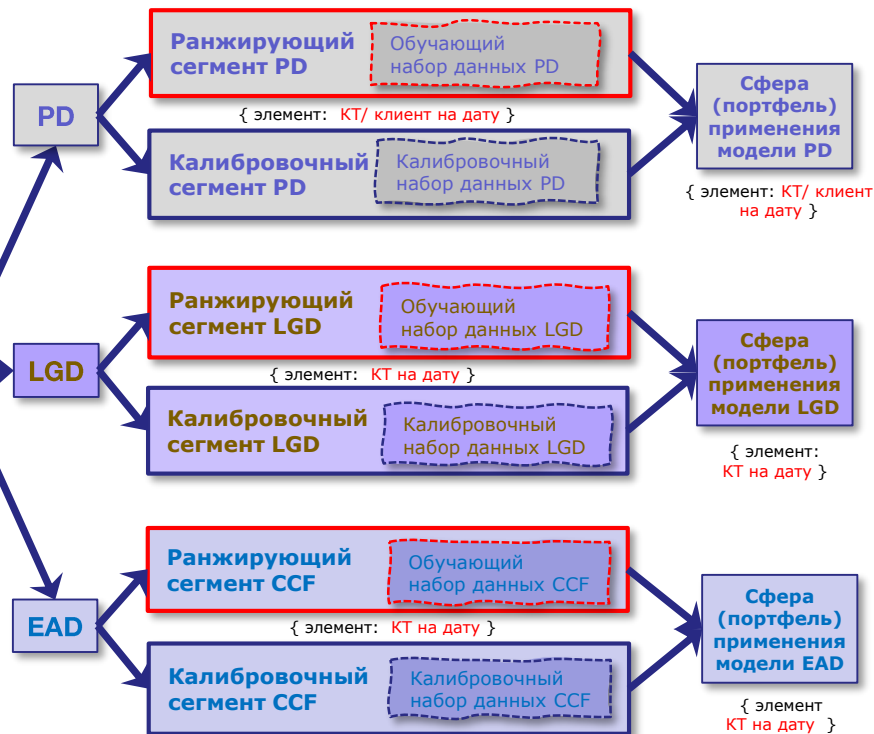 PD
Ранжирующий
сегмент PD
Обучающий
набор данных PD
{ элемент: КТ/ клиент на дату }
Калибровочный
сегмент PD
Калибровочный
набор данных PD
Сфера
(портфель)
применения
модели PD
{ элемент: КТ/ клиент
на дату }
LGD
Ранжирующий
сегмент LGD
Обучающий
набор данных LGD
{ элемент: КТ на дату }
Калибровочный
сегмент LGD
Калибровочный
набор данных LGD
Сфера
(портфель)
применения
модели LGD
{ элемент:
КТ на дату }
EAD
Ранжирующий
сегмент CCF
Обучающий
набор данных CCF
{ элемент: КТ на дату }
Калибровочный
сегмент CCF
Калибровочный
набор данных CCF
Сфера
(портфель)
применения
модели EAD
{ элемент
КТ на дату }